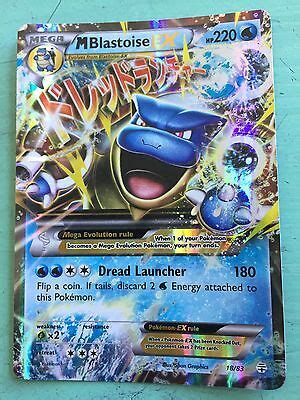 MEGA
MBlastoise EX
HP220
Evolves from Blastoise-EX
ドレッドランチャー
Mega Evolution rule
When 1 of your Pokémon
becomes a Mega Evolution Pokémon, your turn ends.
Dread Launcher 180
Flip a coin. If tails, discard 2 Energy attached to
this Pokémon.
weakness
resistance
×2
retreat
Pokémon-EX rule
When a Pokémon-EX has been Knocked Out,
your opponent takes 2 Prize cards.
Graphics
18/83